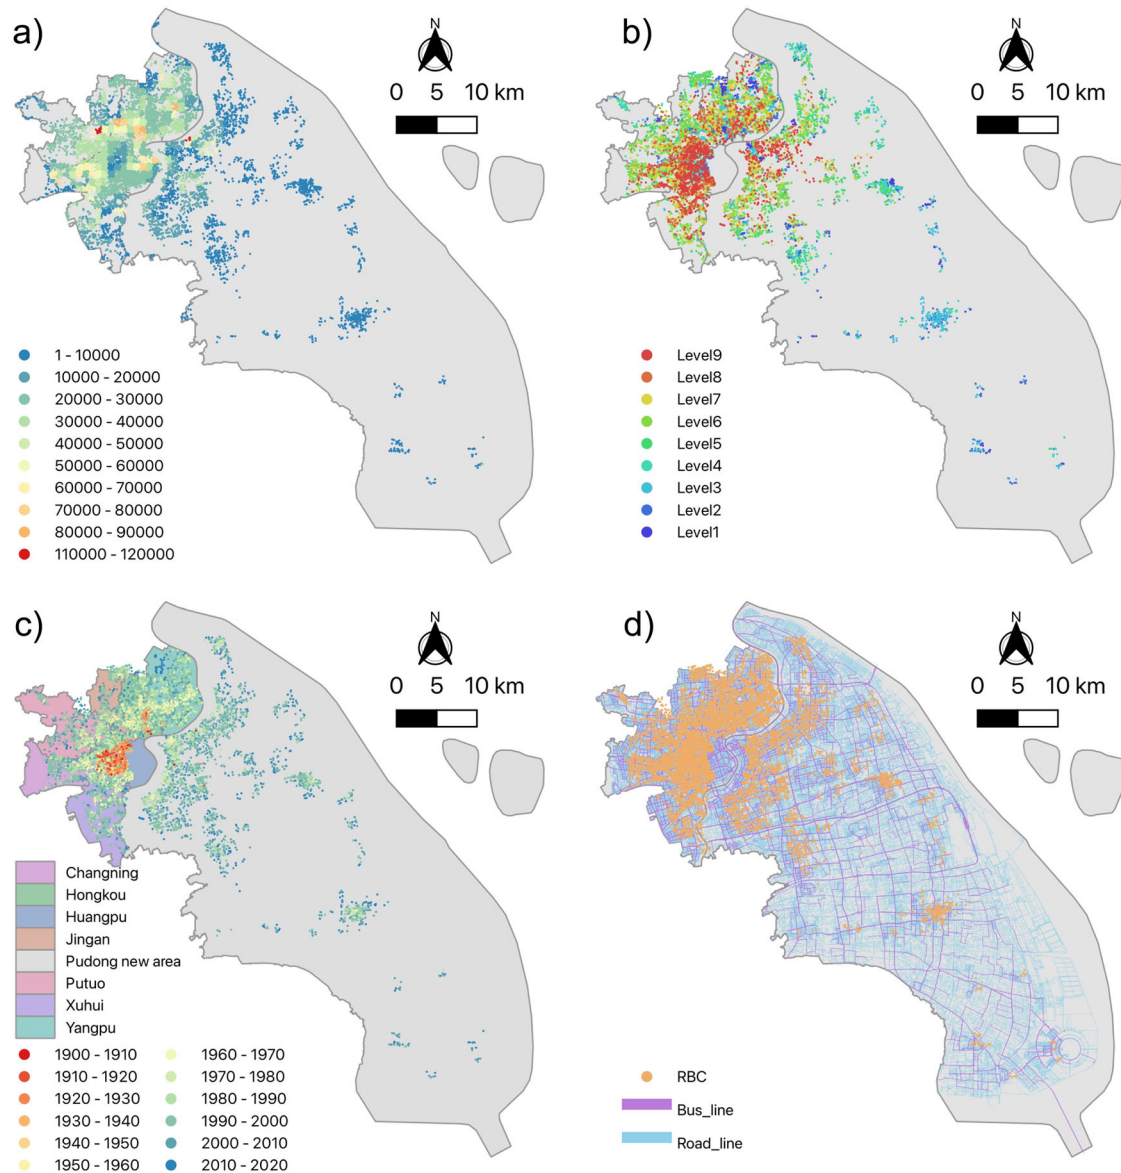 a)
N
0 5 10 km
1 - 10000
10000 - 20000
20000 - 30000
30000 - 40000
40000 - 50000
50000 - 60000
60000 - 70000
70000 - 80000
80000 - 90000
110000 - 120000
b)
N
0 5 10 km
Level9
Level8
Level7
Level6
Level5
Level4
Level3
Level2
Level1
c)
N
0 5 10 km
Changning
Hongkou
Huangpu
Jingan
Pudong new area
Putuo
Xuhui
Yangpu
1900 - 1910 1960 - 1970
1910 - 1920 1970 - 1980
1920 - 1930 1980 - 1990
1930 - 1940 1990 - 2000
1940 - 1950 2000 - 2010
1950 - 1960 2010 - 2020
d)
N
0 5 10 km
RBC
Bus_line
Road_line